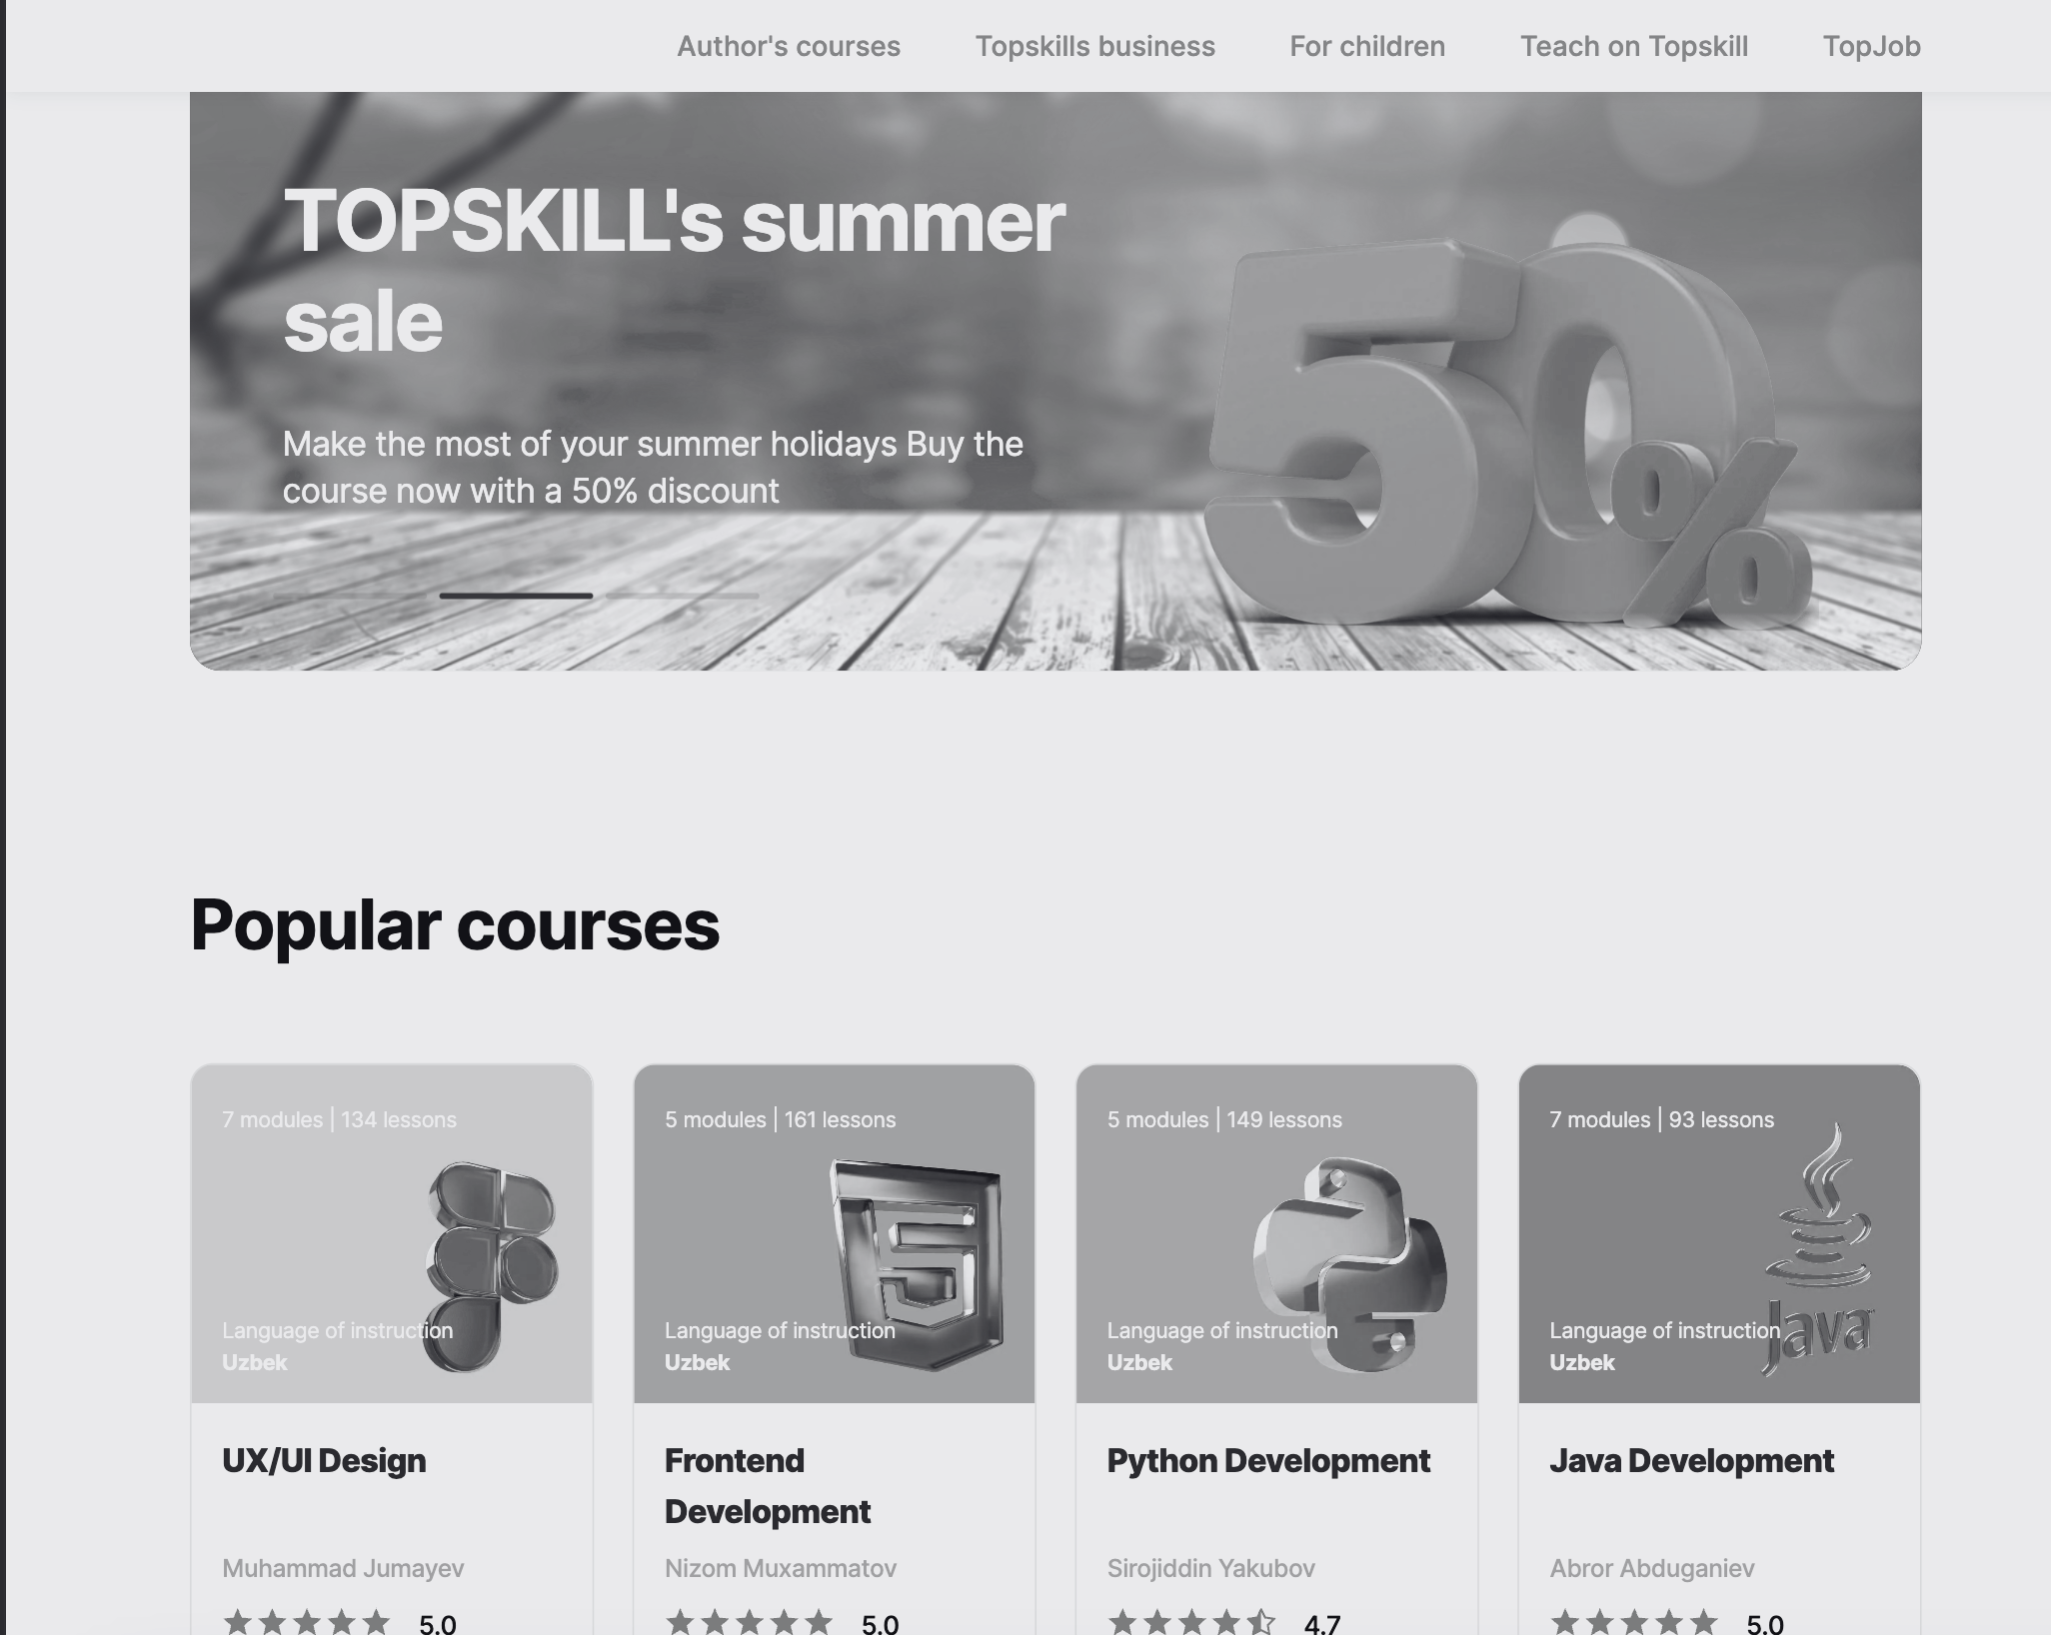 Author's courses Topskills business For children Teach on Topskill TopJob
TOPSKILL's summer
sale
Make the most of your summer holidays Buy the
course now with a 50% discount
50%
Popular courses
7 modules | 134 lessons
Language of instruction
Uzbek
UX/UI Design
Muhammad Jumayev
5.0
5 modules | 161 lessons
5
Language of instruction
Uzbek
Frontend
Development
Nizom Muxammatov
5.0
5 modules | 149 lessons
Language of instruction
Uzbek
Python Development
Sirojiddin Yakubov
4.7
7 modules | 93 lessons
Java
Language of instruction
Uzbek
Java Development
Abror Abduganiev
5.0